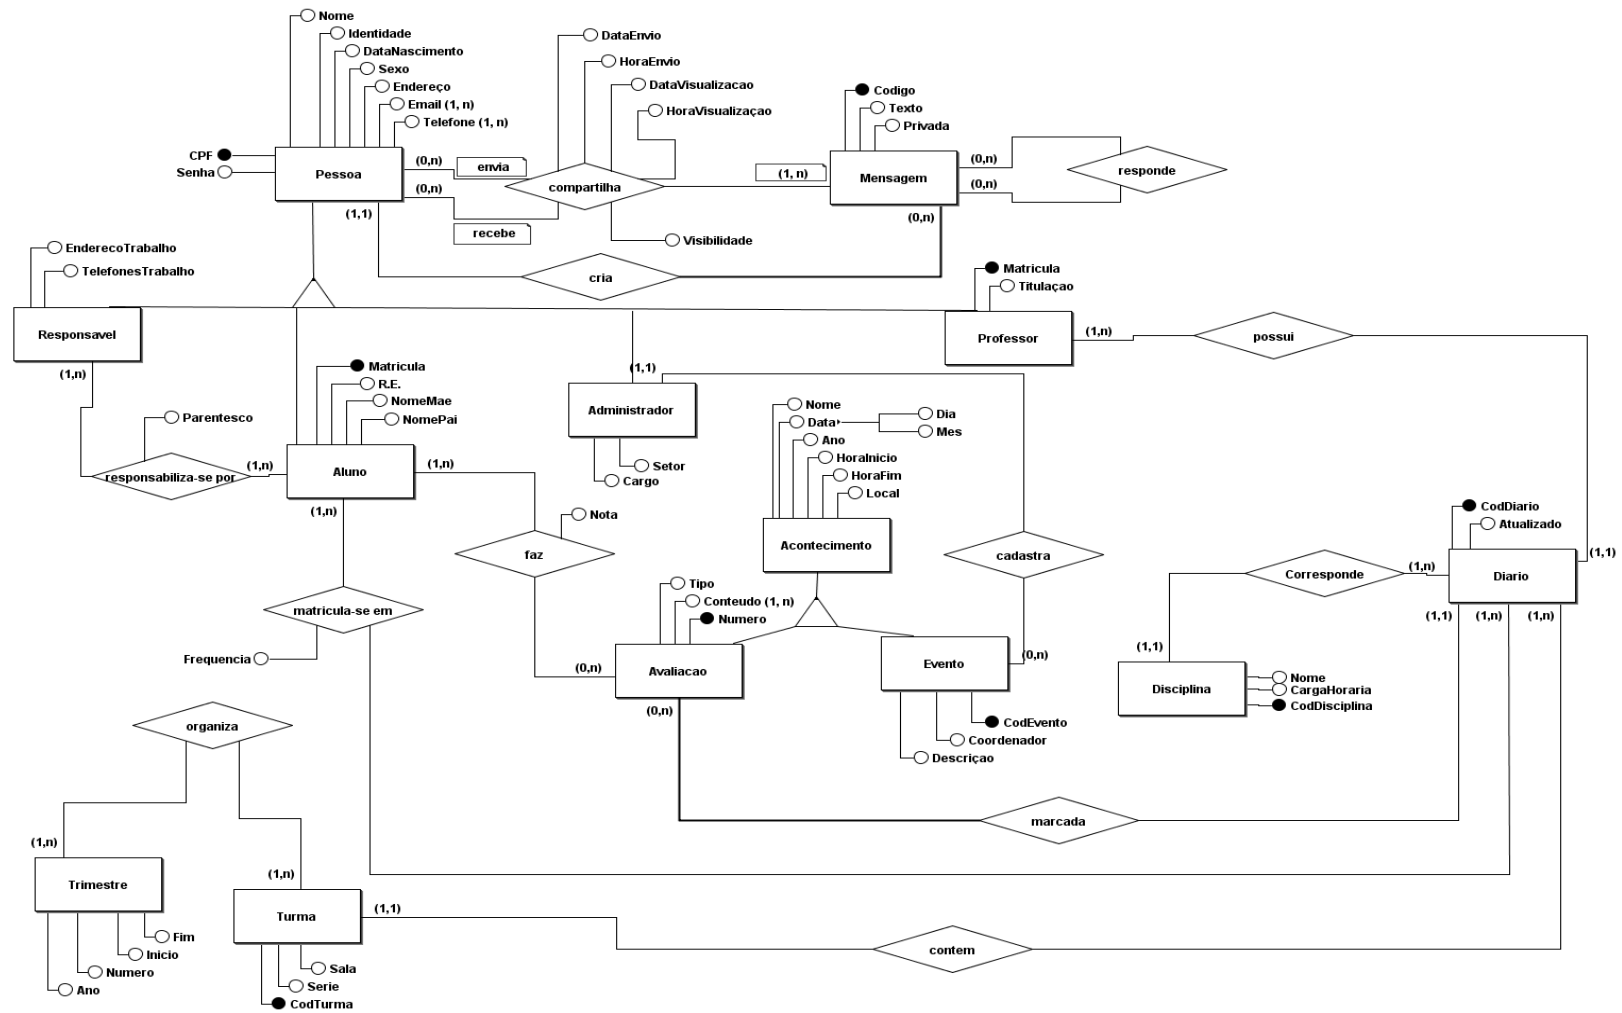 Nome
Identidade
DataNascimento
Sexo
Endereço
Email (1, n)
Telefone (1, n)
CPF
Senha
Pessoa
(0,n)
(0,n)
(1,1)
envia
recebe
DataEnvio
HoraEnvio
DataVisualizacao
HoraVisualizaçao
compartilha
Visibilidade
(1, n)
Codigo
Texto
Privada
Mensagem
(0,n)
(0,n)
(0,n)
responde
cria
EnderecoTrabalho
TelefonesTrabalho
Responsavel
(1,n)
Matricula
Titulaçao
Professor
(1,n)
possui
Parentesco
responsabiliza-se por
(1,n)
Matricula
R.E.
NomeMae
NomePai
Aluno
(1,n)
(1,n)
(1,1)
Administrador
Setor
Cargo
Nome
Data
Dia
Mes
Ano
HoraInicio
HoraFim
Local
Acontecimento
Nota
faz
cadastra
CodDiario
Atualizado
Diario
(1,1)
(1,n)
Corresponde
(1,1)
(1,n)
(1,n)
matricula-se em
Frequencia
Tipo
Conteudo (1, n)
Numero
Avaliacao
(0,n)
(0,n)
Evento
(0,n)
CodEvento
Coordenador
Descriçao
(1,1)
Disciplina
Nome
CargaHoraria
CodDisciplina
organiza
marcada
(1,n)
Trimestre
Fim
Inicio
Numero
Ano
(1,n)
Turma
(1,1)
Sala
Serie
CodTurma
contem